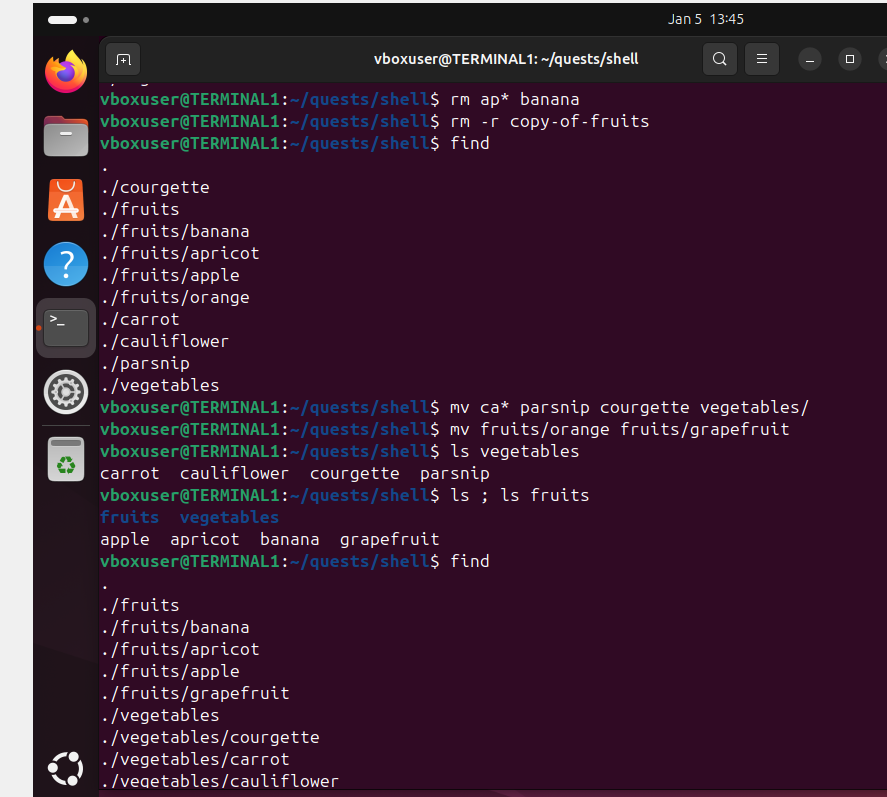 Jan 5 13:45
vboxuser@TERMINAL1: ~/quests/shell
vboxuser@TERMINAL1:~/quests/shell$ rm ap* banana
vboxuser@TERMINAL1:~/quests/shell$ rm -r copy-of-fruits
vboxuser@TERMINAL1:~/quests/shell$ find
.
./courgette
./fruits
./fruits/banana
./fruits/apricot
./fruits/apple
./fruits/orange
./carrot
./cauliflower
./parsnip
./vegetables
vboxuser@TERMINAL1:~/quests/shell$ mv ca* parsnip courgette vegetables/
vboxuser@TERMINAL1:~/quests/shell$ mv fruits/orange fruits/grapefruit
vboxuser@TERMINAL1:~/quests/shell$ ls vegetables
carrot  cauliflower  courgette  parsnip
vboxuser@TERMINAL1:~/quests/shell$ ls ; ls fruits
fruits  vegetables
apple  apricot  banana  grapefruit
vboxuser@TERMINAL1:~/quests/shell$ find
.
./fruits
./fruits/banana
./fruits/apricot
./fruits/apple
./fruits/grapefruit
./vegetables
./vegetables/courgette
./vegetables/carrot
./vegetables/cauliflower